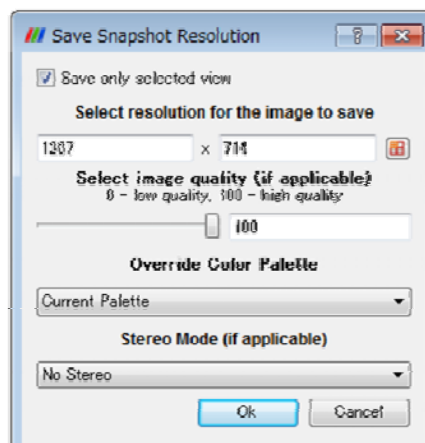 Save Snapshot Resolution
Save only selected view
Select resolution for the image to save
1367 x 714
Select image quality (if applicable)
0 - low quality, 100 - high quality
100
Override Color Palette
Current Palette
Stereo Mode (if applicable)
No Stereo
Ok Cancel